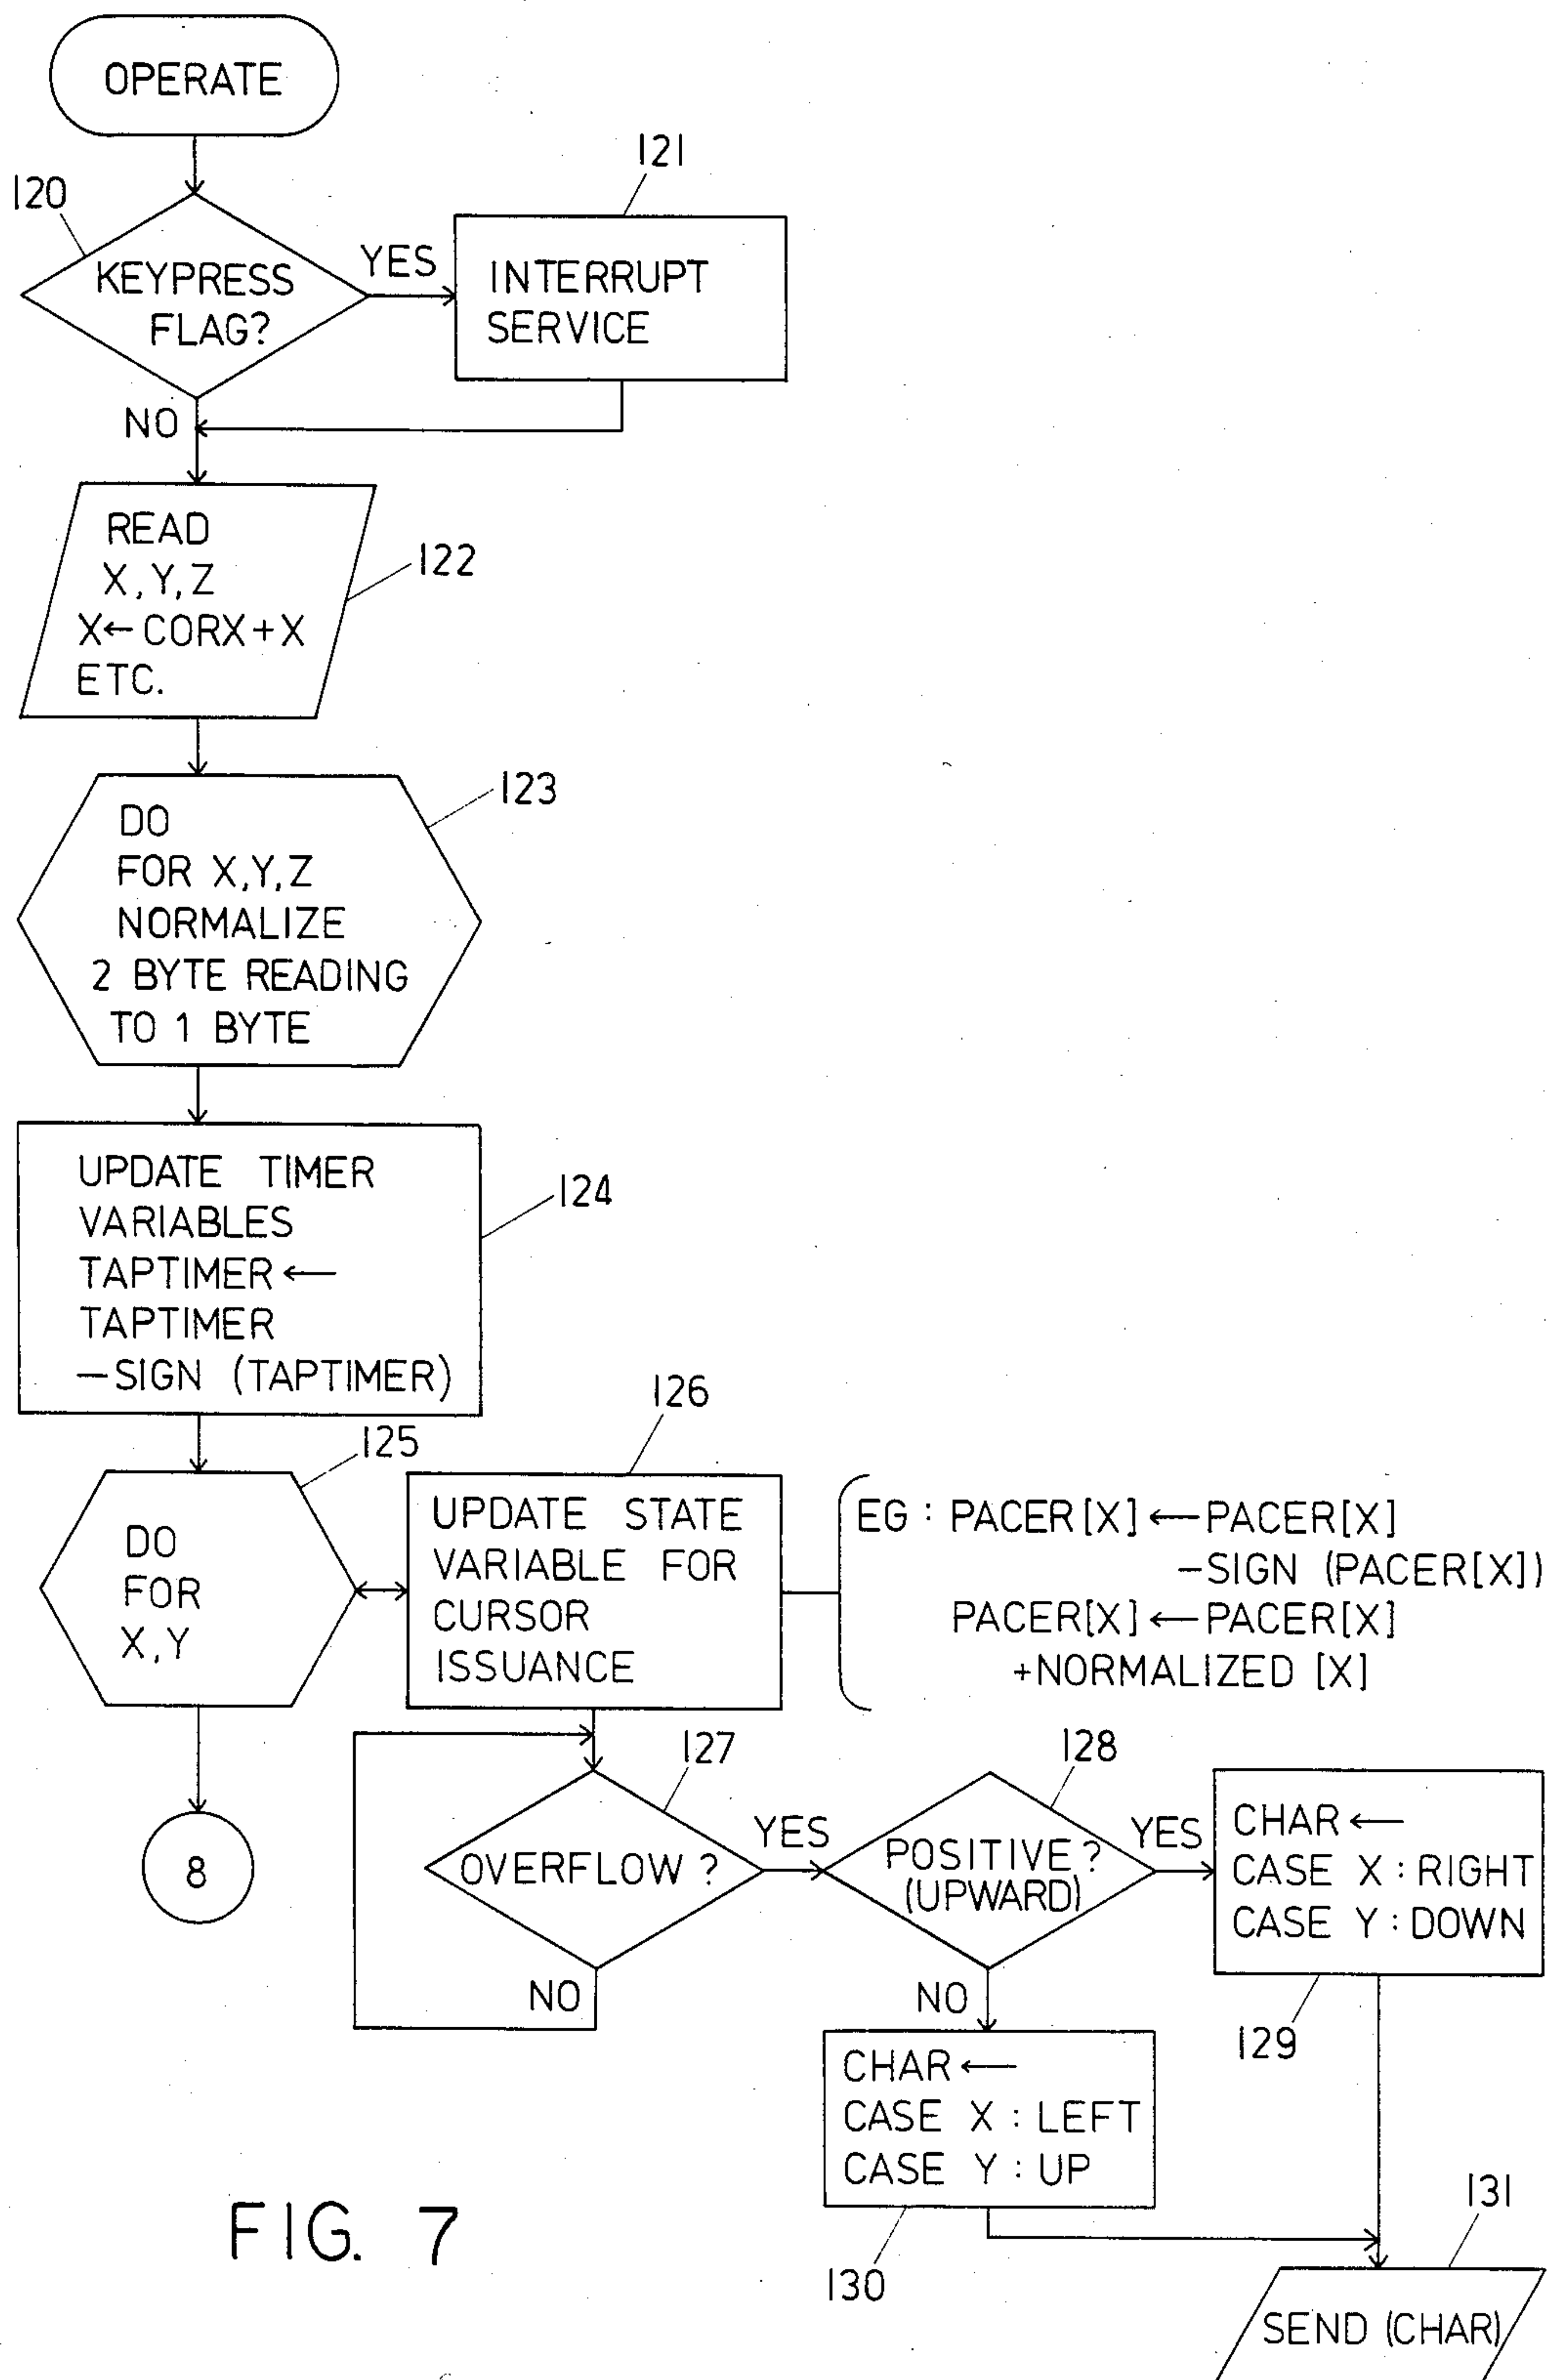 OPERATE
120
121
KEYPRESS
FLAG?
YES
INTERRUPT
SERVICE
NO
READ
X,Y,Z
X←CORX+X
ETC.
122
123
DO
FOR X,Y,Z
NORMALIZE
2 BYTE READING
TO 1 BYTE
UPDATE TIMER
VARIABLES
TAPTIMER←
TAPTIMER
—SIGN (TAPTIMER)
124
125
DO
FOR
X,Y
126
UPDATE STATE
VARIABLE FOR
CURSOR
ISSUANCE
EG : PACER[X]←PACER[X]
—SIGN (PACER[X])
PACER[X]←PACER[X]
+NORMALIZED [X]
8
127
OVERFLOW ?
YES
NO
128
POSITIVE ?
(UPWARD)
YES
NO
CHAR←
CASE X : RIGHT
CASE Y : DOWN
129
CHAR←
CASE X : LEFT
CASE Y : UP
130
131
SEND (CHAR)
FIG. 7